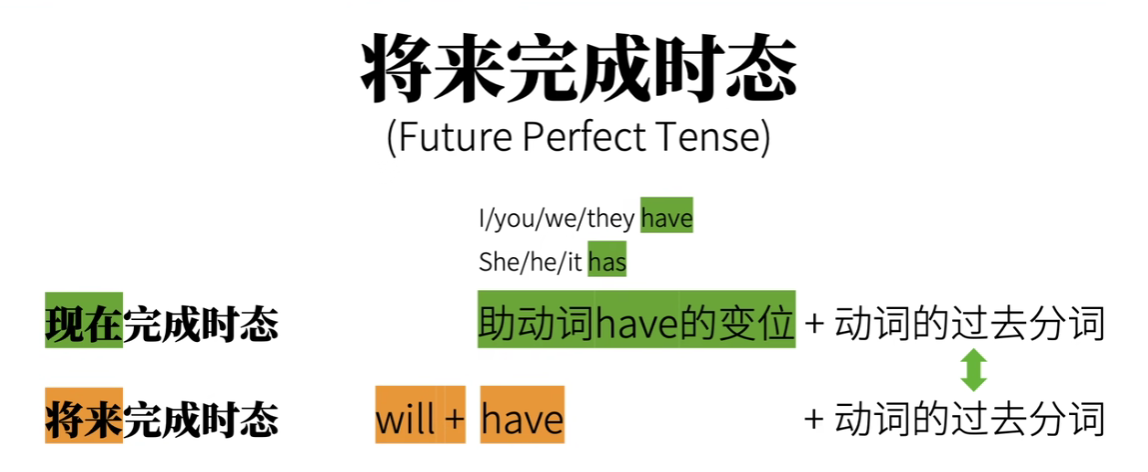 将来完成时态
(Future Perfect Tense)
I/you/we/they have
She/he/it has
现在完成时态 助动词have的变位 + 动词的过去分词
将来完成时态 will + have + 动词的过去分词